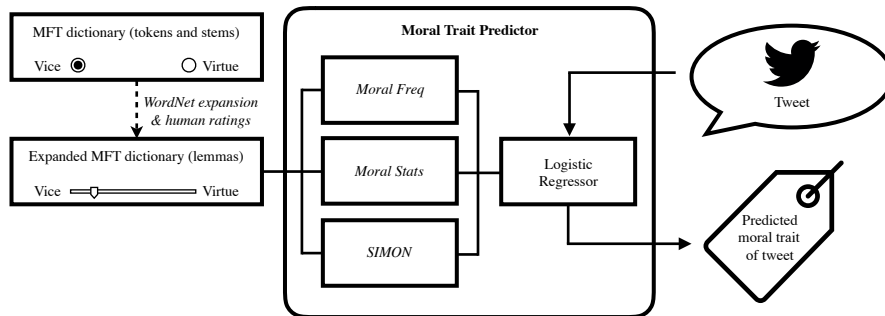 MFT dictionary (tokens and stems)
Vice Virtue
WordNet expansion
& human ratings
Expanded MFT dictionary (lemmas)
Vice Virtue
Moral Trait Predictor
Moral Freq
Moral Stats
SIMON
Logistic
Regressor
Tweet
Predicted
moral trait
of tweet